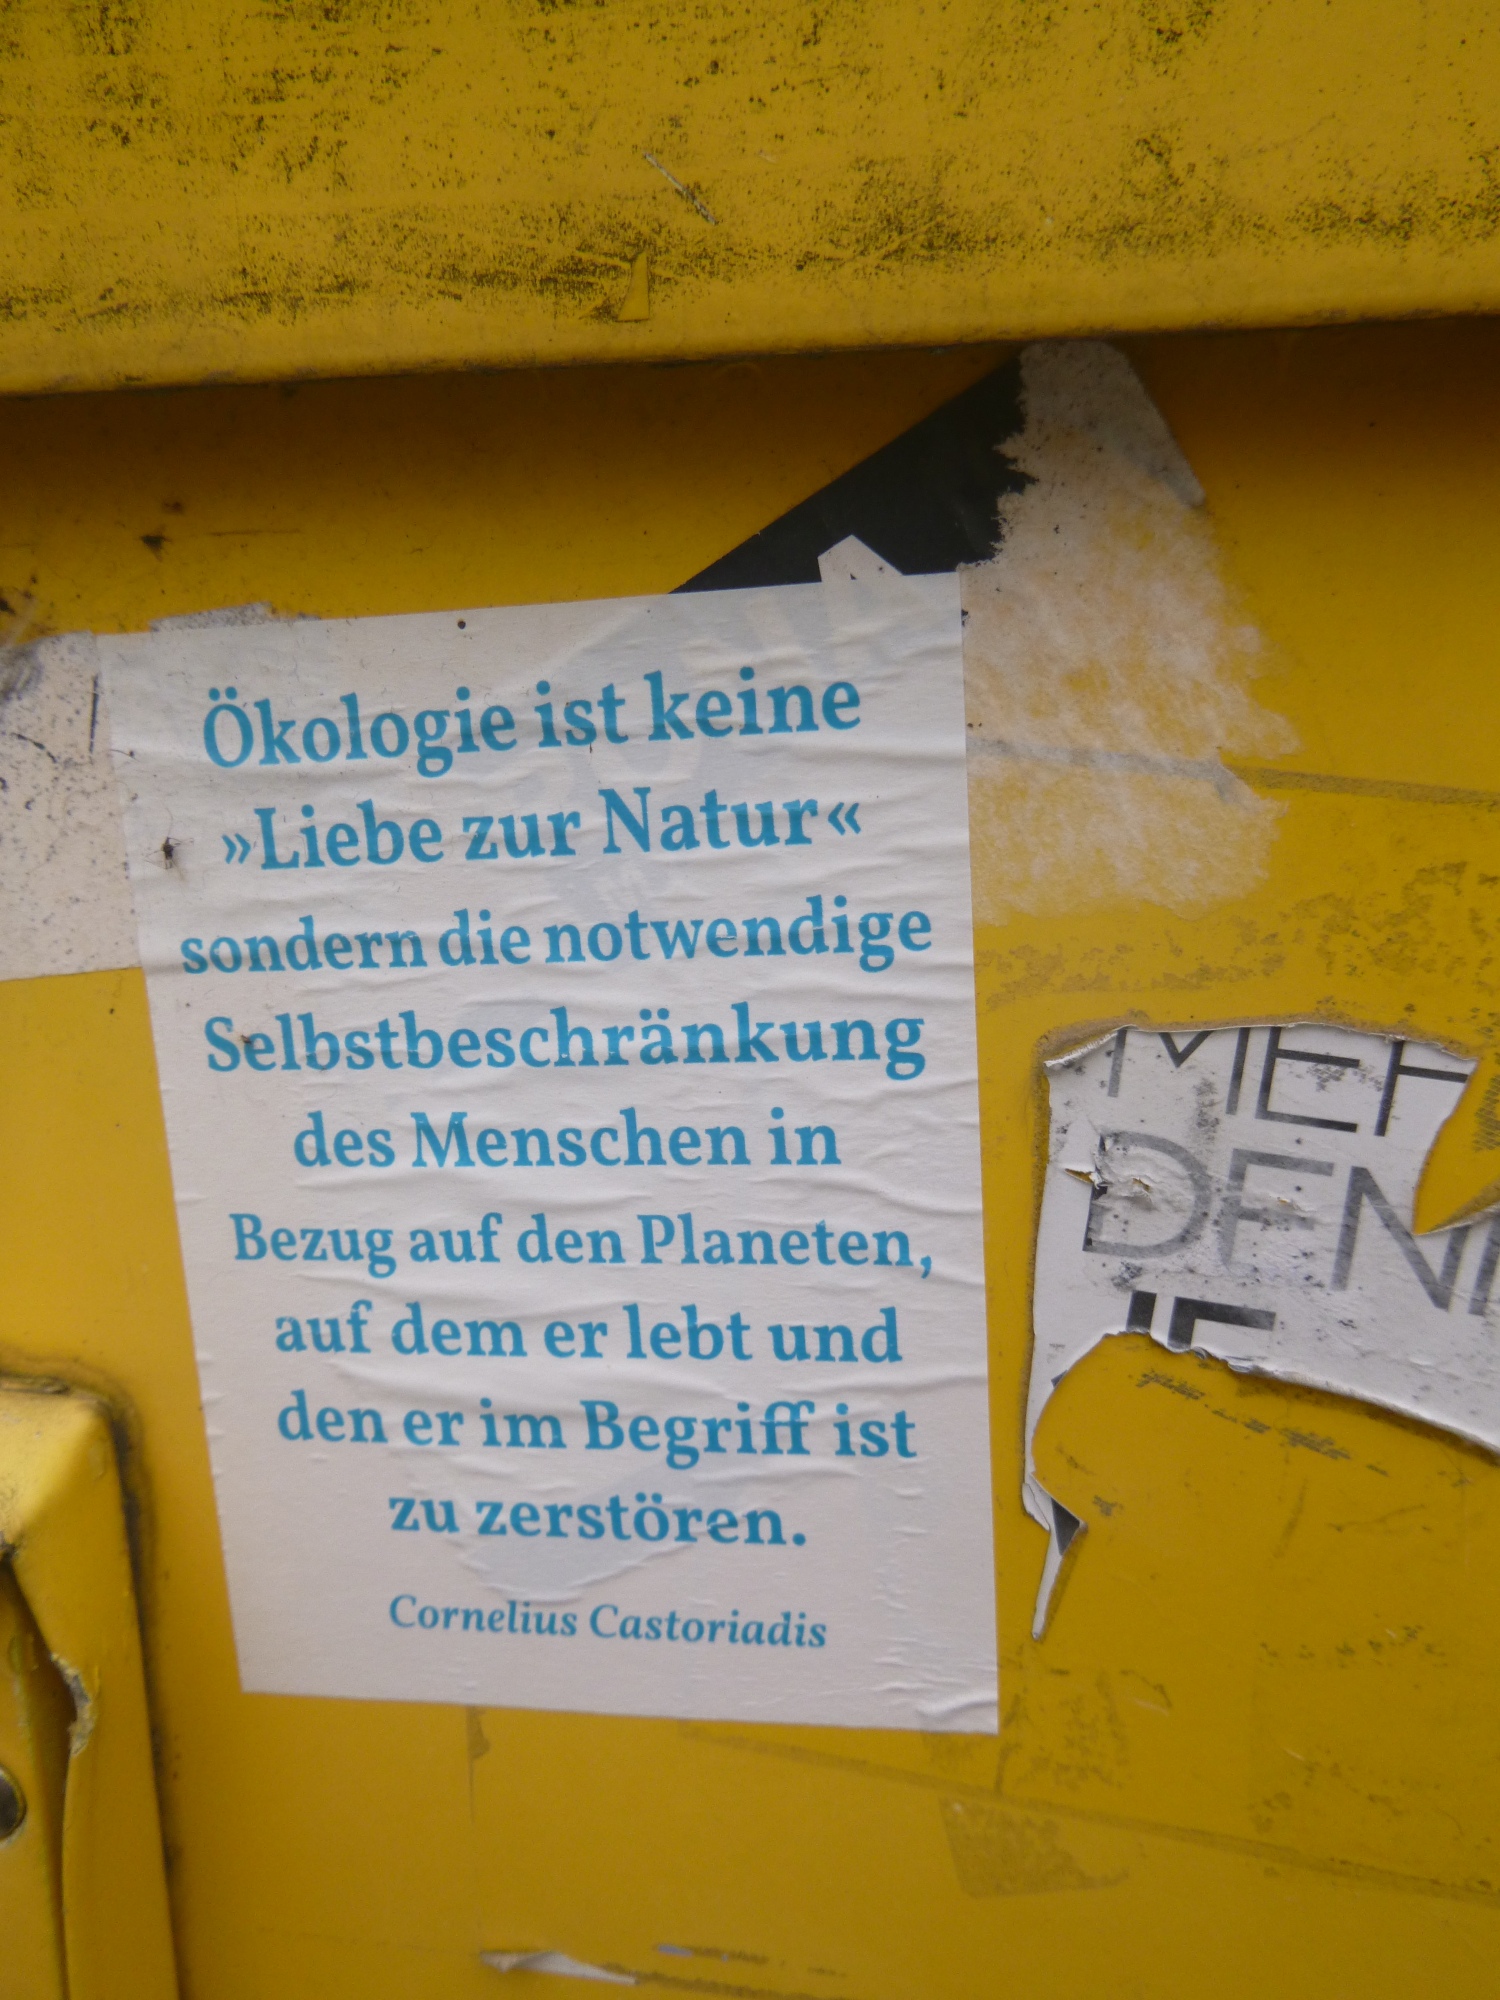 Ökologie ist keine
»Liebe zur Natur«
sondern die notwendige
Selbstbeschränkung
des Menschen in
Bezug auf den Planeten,
auf dem er lebt und
den er im Begriff ist
zu zerstören.
Cornelius Castoriadis